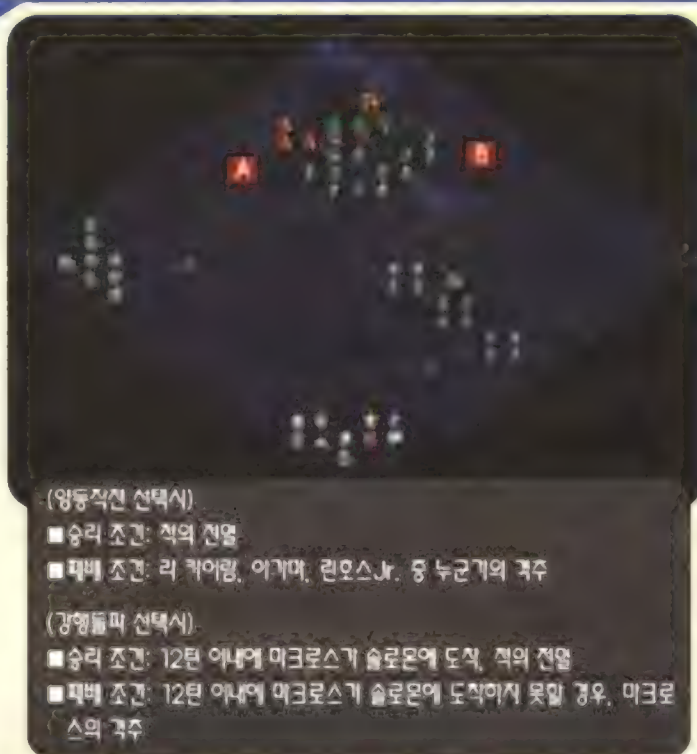 A
B
(양동작전 선택시)
■승리 조건: 적의 전멸
■패배 조건: 라 카이람, 아가마, 린호스Jr. 중 누군가의 격추
(강행돌파 선택시)
■승리 조건: 12턴 이내에 마크로스가 솔로몬에 도착, 적의 전멸
■패배 조건: 12턴 이내에 마크로스가 솔로몬에 도착하지 못할 경우, 마크로
스의 격추